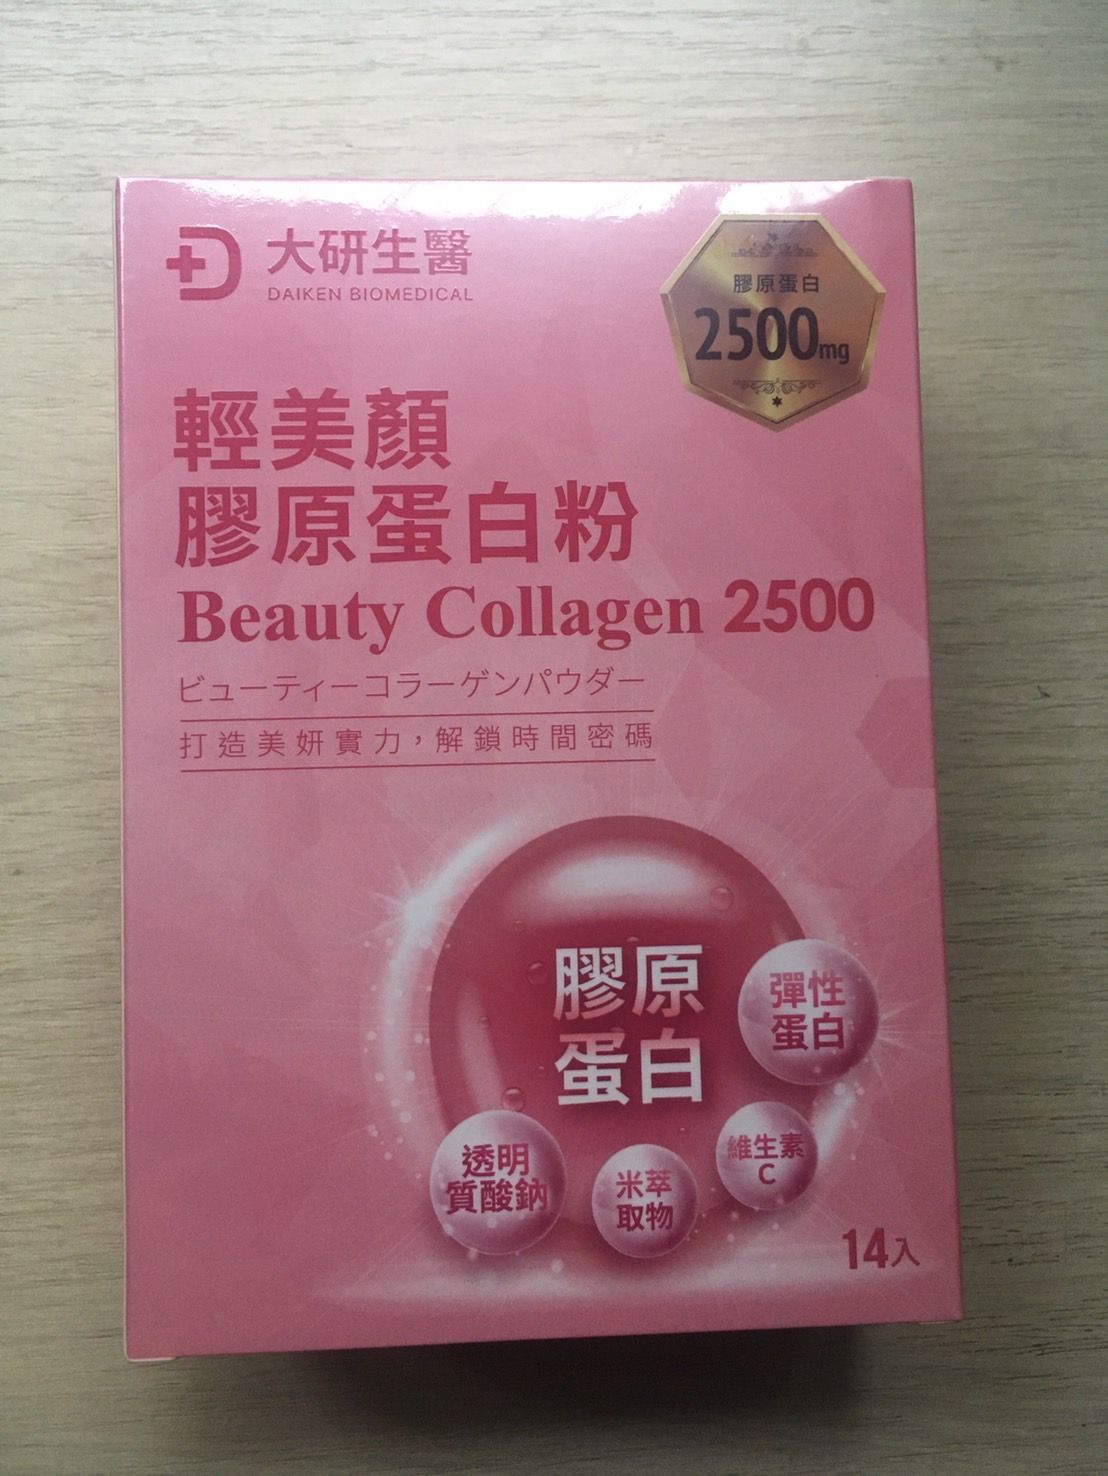 大研生醫
DAIKEN BIOMEDICAL
膠原蛋白
2500mg
輕美顏
膠原蛋白粉
Beauty Collagen 2500
ビューティーコラーゲンパウダー
打造美妍實力，解鎖時間密碼
膠原
蛋白
彈性
蛋白
維生素
C
透明
質酸鈉
米萃
取物
14入